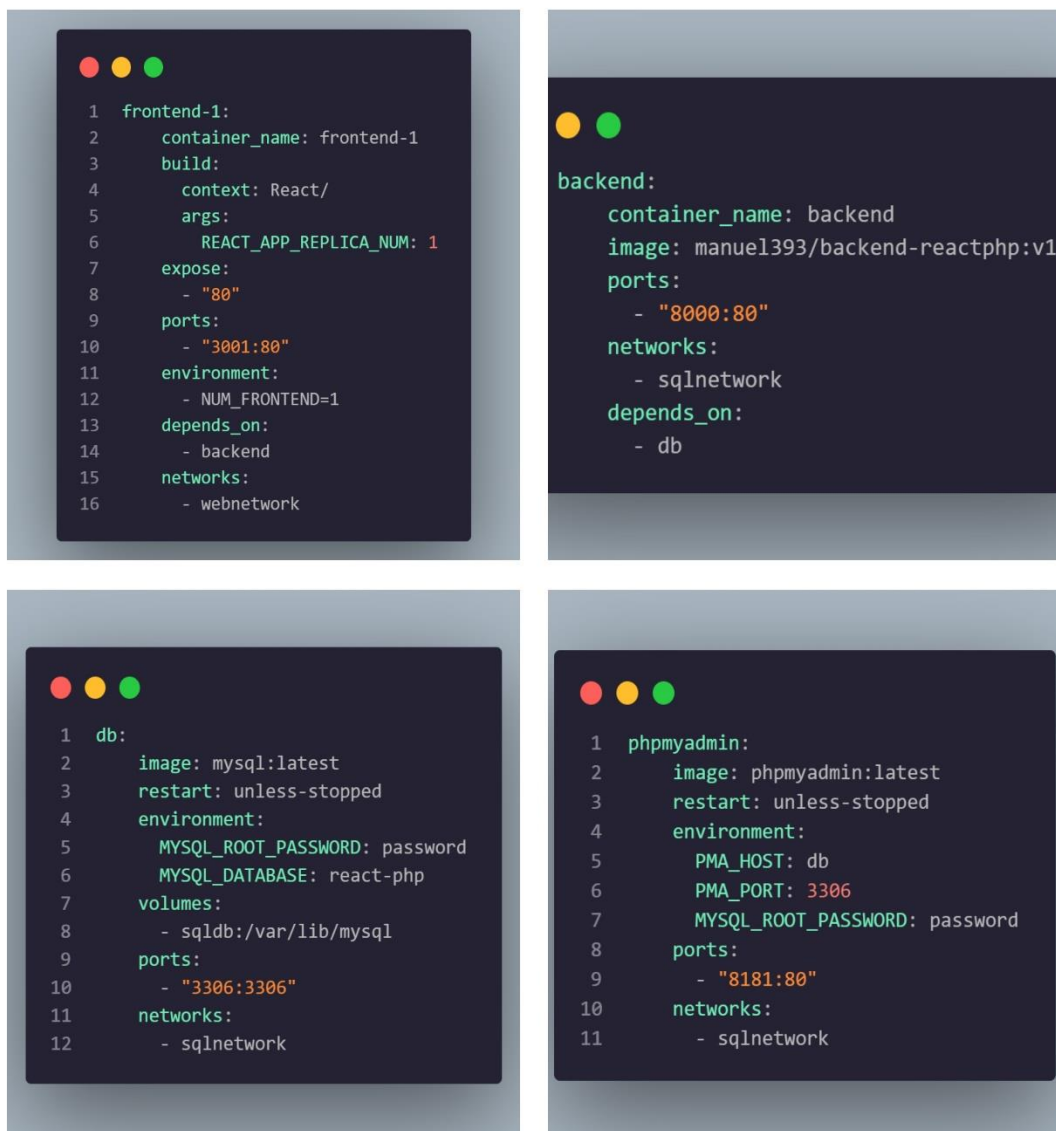 1 frontend-1:
2 container_name: frontend-1
3 build:
4 context: React/
5 args:
6 REACT_APP_REPLICA_NUM: 1
7 expose:
8 - "80"
9 ports:
10 - "3001:80"
11 environment:
12 - NUM_FRONTEND=1
13 depends_on:
14 - backend
15 networks:
16 - webnetwork
backend:
container_name: backend
image: manuel393/backend-reactphp:v1
ports:
- "8000:80"
networks:
- sqlnetwork
depends_on:
- db
1 db:
2 image: mysql:latest
3 restart: unless-stopped
4 environment:
5 MYSQL_ROOT_PASSWORD: password
6 MYSQL_DATABASE: react-php
7 volumes:
8 - sqldb:/var/lib/mysql
9 ports:
10 - "3306:3306"
11 networks:
12 - sqlnetwork
1 phpmyadmin:
2 image: phpmyadmin:latest
3 restart: unless-stopped
4 environment:
5 PMA_HOST: db
6 PMA_PORT: 3306
7 MYSQL_ROOT_PASSWORD: password
8 ports:
9 - "8181:80"
10 networks:
11 - sqlnetwork